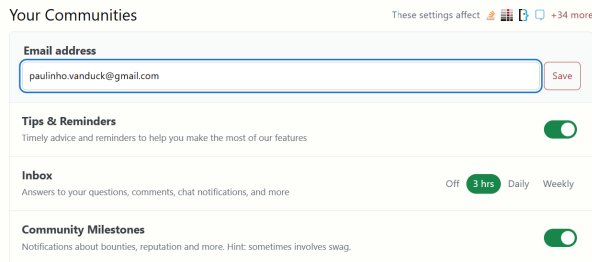 Your Communities
These settings affect +34 more
Email address
paulinho.vanduck@gmail.com Save
Tips & Reminders
Timely advice and reminders to help you make the most of our features
Inbox
Off 3 hrs Daily Weekly
Answers to your questions, comments, chat notifications, and more
Community Milestones
Notifications about bounties, reputation and more. Hint: sometimes involves swag.